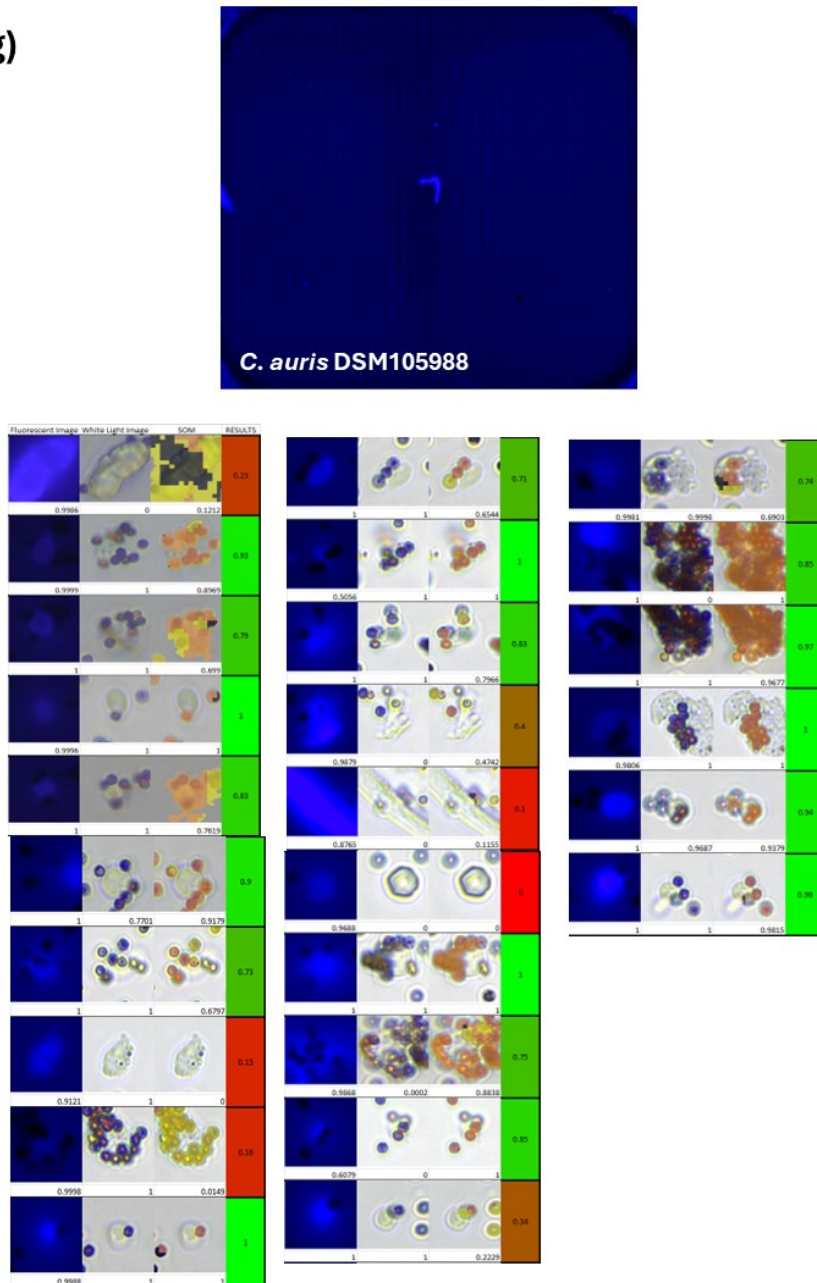 g)
C. auris DSM105988
Fluorescent Image White Light Image SOM RESULTS
0.23
0.9986 0 0.1212
0.93
0.9999 1 0.8969
0.79
1 1 0.699
1
0.9996 1 1
0.83
1 1 0.7619
0.9
1 0.7701 0.9179
0.73
1 1 0.6797
0.15
0.9121 1 0
0.16
0.9998 1 0.0149
1
0.9988 1 1
0.71
1 1 0.6544
1
0.5056 1 1
0.83
1 1 0.7966
0.4
0.9879 0 0.4742
0.1
0.8765 0 0.1155
0
0.9688 0 0
1
1 1 1
0.75
0.9868 0.0002 0.8838
0.85
0.6079 0 1
0.34
1 1 0.2229
0.74
0.9981 0.9998 0.6903
0.85
1 0 1
0.97
1 1 0.9677
1
0.9806 1 1
0.94
1 0.9687 0.9379
0.98
1 1 0.9815